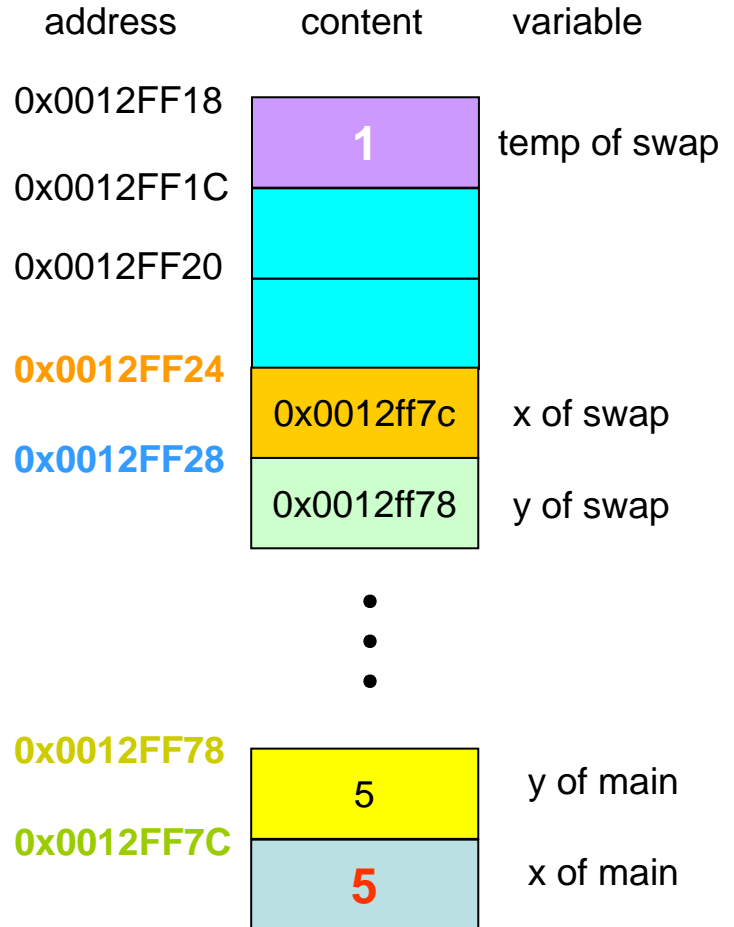 address content variable
0x0012FF18
1 temp of swap
0x0012FF1C
0x0012FF20
0x0012FF24
0x0012ff7c x of swap
0x0012FF28
0x0012ff78 y of swap
0x0012FF78
5 y of main
0x0012FF7C
5 x of main